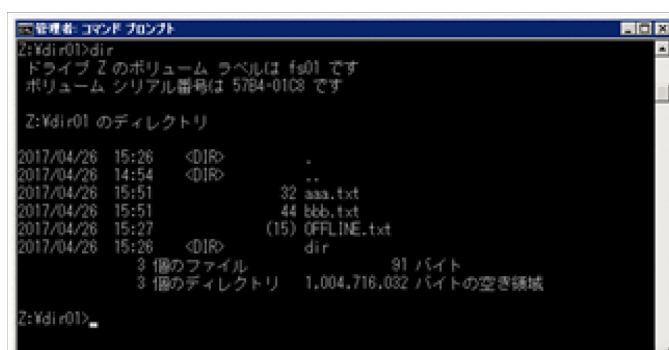 管理者: コマンド プロンプト
Z:¥dir01>dir
ドライブ Z のボリューム ラベルは fs01 です
ボリューム シリアル番号は 57B4-01C8 です
Z:¥dir01 のディレクトリ
2017/04/26 15:26 <DIR> .
2017/04/26 14:54 <DIR> ..
2017/04/26 15:51 32 aaa.txt
2017/04/26 15:51 44 bbb.txt
2017/04/26 15:27 (15) OFFLINE.txt
2017/04/26 15:26 <DIR> dir
3 個のファイル 91 バイト
3 個のディレクトリ 1,004,716,032 バイトの空き領域
Z:¥dir01>